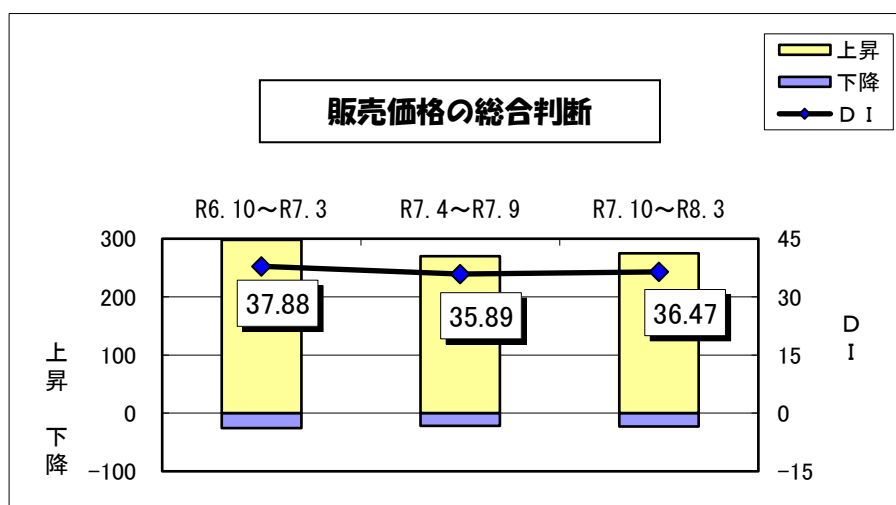 上昇
下降
ＤＩ
販売価格の総合判断
R6.10～R7.3
R7.4～R7.9
R7.10～R8.3
300
200
100
0
-100
45
30
15
0
-15
37.88
35.89
36.47
上昇
下降
ＤＩ